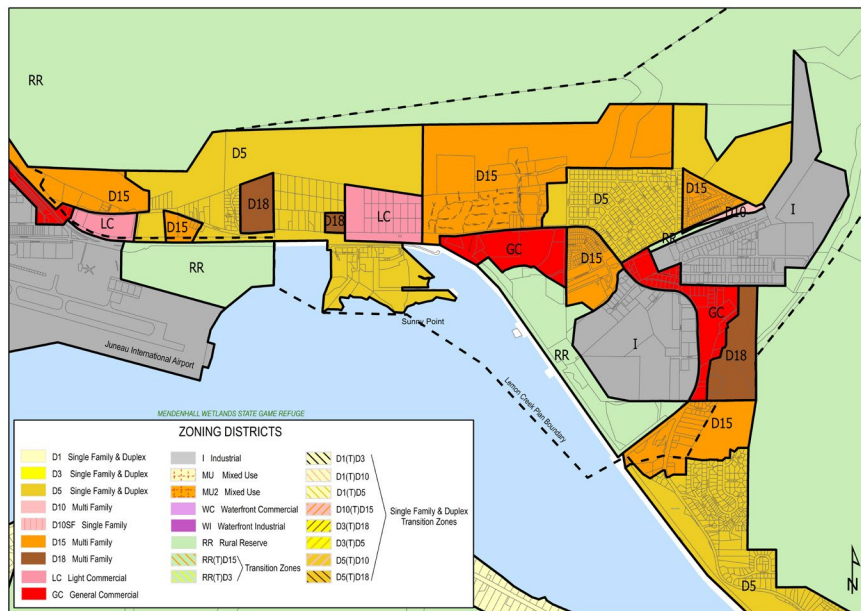 RR
D5
D15
D18
LC
D15
D18
LC
D15
D5
D15
D10
I
RR
GC
D15
GC
RR
I
D18
RR
Sunny Point
Juneau International Airport
Lemon Creek Plan Boundary
D15
D5
MENDENHALL WETLANDS STATE GAME REFUGE
ZONING DISTRICTS
D1 Single Family & Duplex
D3 Single Family & Duplex
D5 Single Family & Duplex
D10 Multi Family
D10SF Single Family
D15 Multi Family
D18 Multi Family
LC Light Commercial
GC General Commercial
I Industrial
MU Mixed Use
MU2 Mixed Use
WC Waterfront Commercial
WI Waterfront Industrial
RR Rural Reserve
RR(T)D15
RR(T)D3
Transition Zones
D1(T)D3
D1(T)D10
D1(T)D5
D10(T)D15
D3(T)D18
D3(T)D5
D5(T)D10
D5(T)D18
Single Family & Duplex
Transition Zones
N